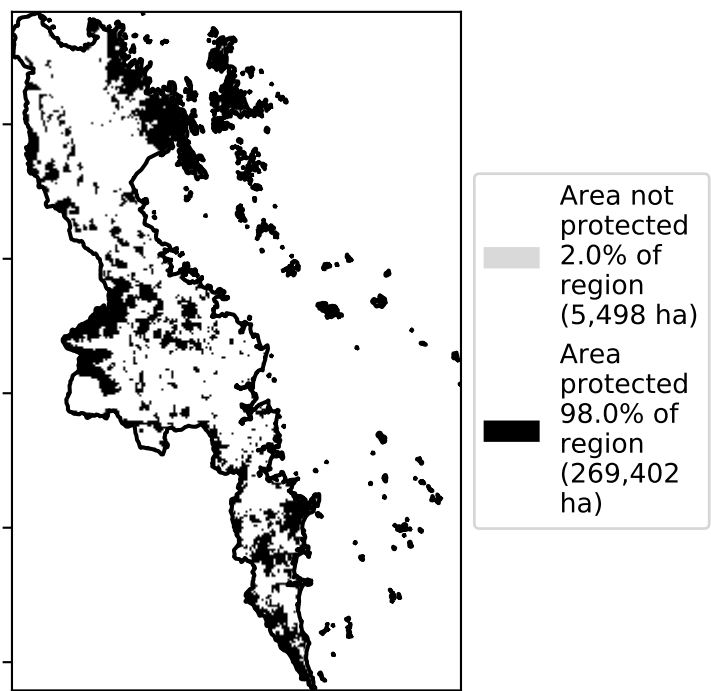 Area not
protected
2.0% of
region
(5,498 ha)
Area
protected
98.0% of
region
(269,402
ha)